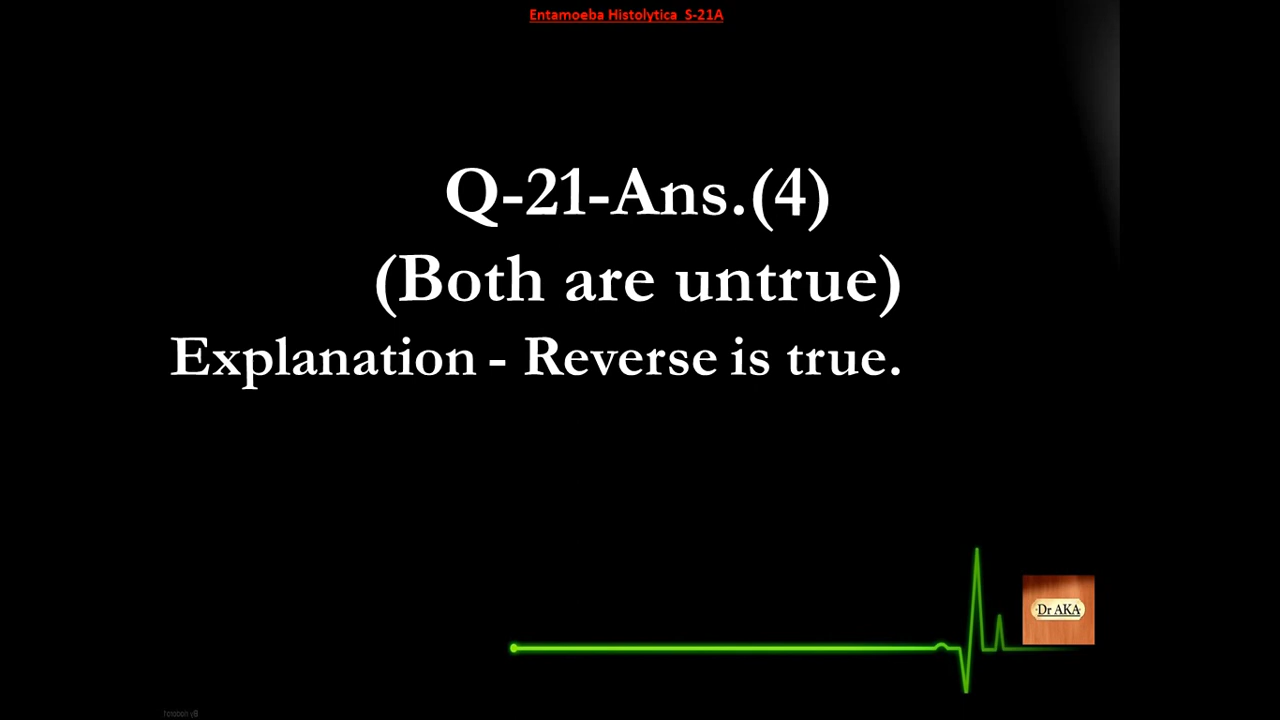 Entamoeba Histolytica S-21A
Q-21-Ans.(4)
(Both are untrue)
Explanation - Reverse is true.
Dr AKA